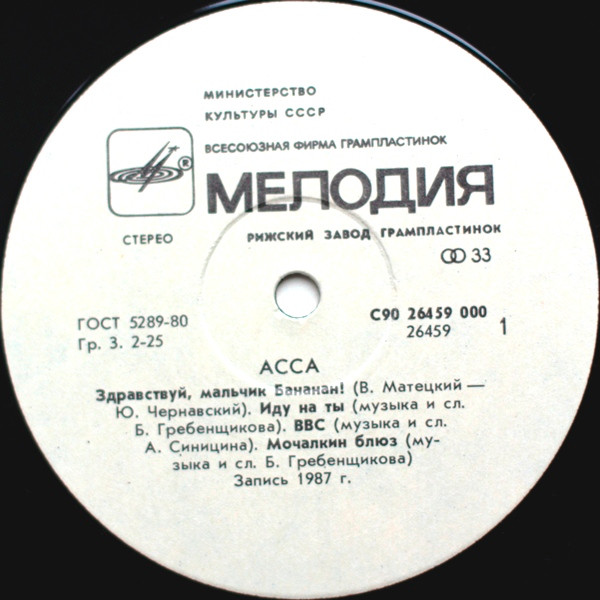 МИНИСТЕРСТВО
КУЛЬТУРЫ СССР
ВСЕСОЮЗНАЯ ФИРМА ГРАМПЛАСТИНОК
®
МЕЛОДИЯ
СТЕРЕО
РИЖСКИЙ ЗАВОД ГРАМПЛАСТИНОК
33
ГОСТ 5289-80
Гр. 3. 2-25
С90 26459 000
26459
1
АССА
Здравствуй, мальчик Бананан! (В. Матецкий —
Ю. Чернавский). Иду на ты (музыка и сл.
Б. Гребенщикова). ВВС (музыка и сл.
А. Синицина). Мочалкин блюз (му-
зыка и сл. Б. Гребенщикова)
Запись 1987 г.